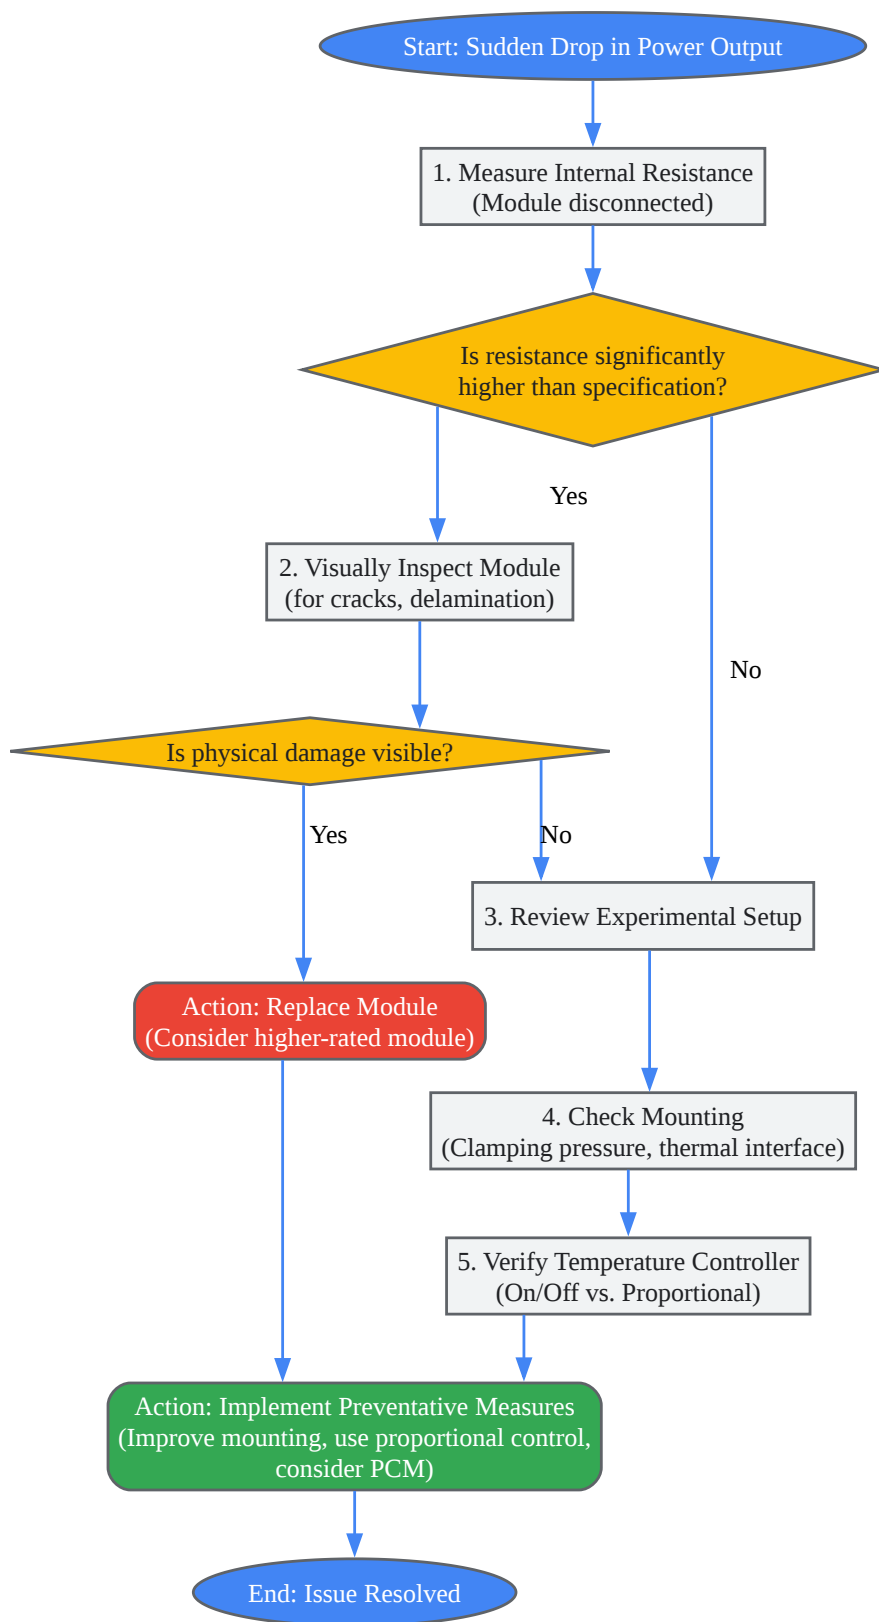 Start: Sudden Drop in Power Output
1. Measure Internal Resistance
(Module disconnected)
Is resistance significantly
higher than specification?
Yes
2. Visually Inspect Module
(for cracks, delamination)
No
Is physical damage visible?
Yes
No
3. Review Experimental Setup
Action: Replace Module
(Consider higher-rated module)
4. Check Mounting
(Clamping pressure, thermal interface)
5. Verify Temperature Controller
(On/Off vs. Proportional)
Action: Implement Preventative Measures
(Improve mounting, use proportional control,
consider PCM)
End: Issue Resolved